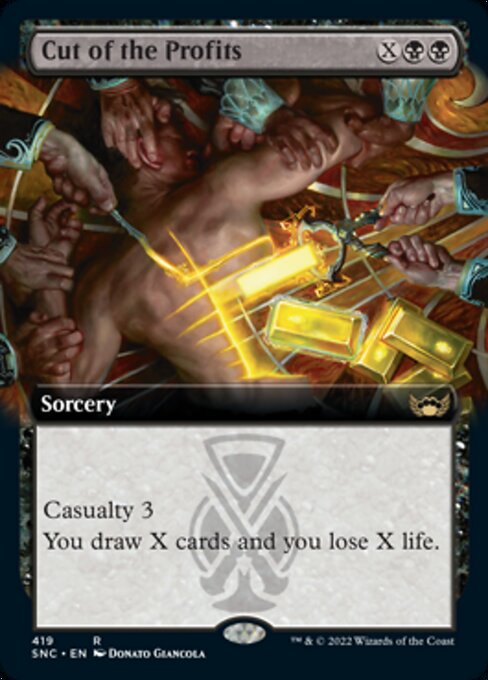 Cut of the Profits X
Sorcery
Casualty 3
You draw X cards and you lose X life.
419 R
SNC • EN DONATO GIANCOLA
™ & © 2022 Wizards of the Coast